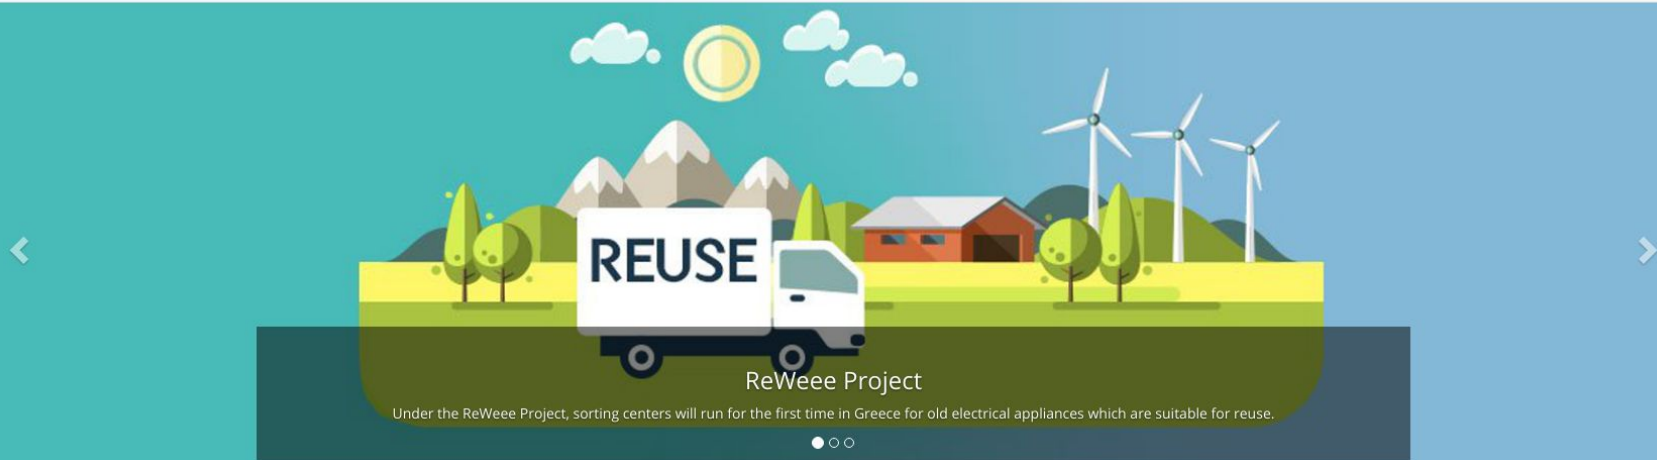 REUSE
ReWeee Project
Under the ReWeee Project, sorting centers will run for the first time in Greece for old electrical appliances which are suitable for reuse.